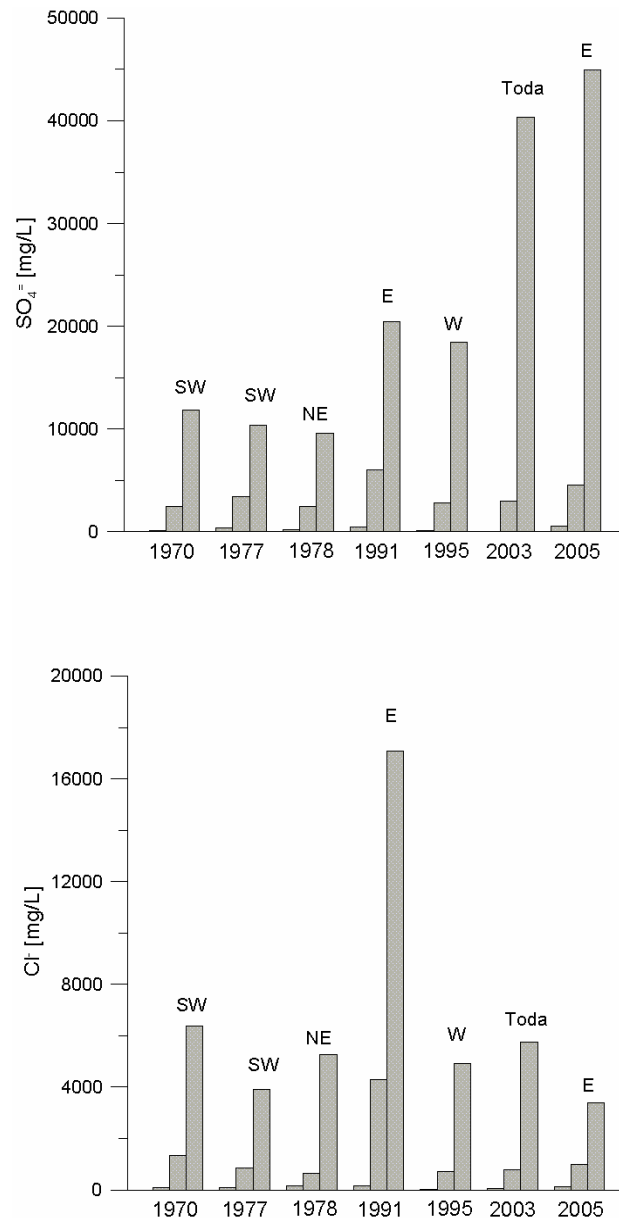 50000
E
Toda
40000
30000
SO₄⁼ [mg/L]
E
20000
W
SW
SW
NE
10000
0
1970 1977 1978 1991 1995 2003 2005
20000
E
16000
12000
Cl⁻ [mg/L]
8000
SW
Toda
NE
W
SW
E
4000
0
1970 1977 1978 1991 1995 2003 2005